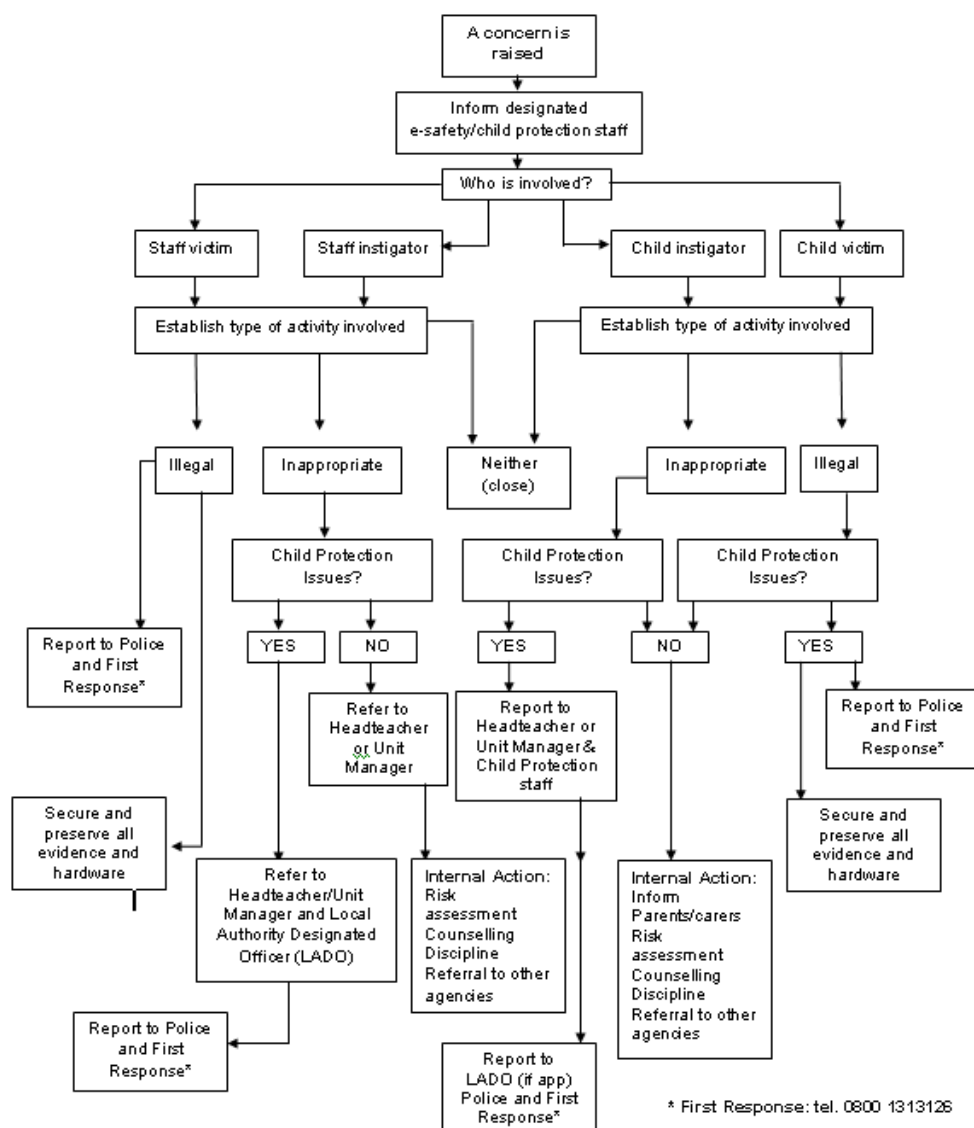 A concern is
raised
Inform designated
e-safety/child protection staff
Who is involved?
Staff victim
Staff instigator
Child instigator
Child victim
Establish type of activity involved
Establish type of activity involved
Illegal
Inappropriate
Neither
(close)
Inappropriate
Illegal
Child Protection
Issues?
Child Protection
Issues?
Child Protection
Issues?
YES
NO
YES
NO
YES
Report to Police
and First
Response*
Refer to
Headteacher
or Unit
Manager
Report to
Headteacher or
Unit Manager &
Child Protection
staff
Report to Police
and First
Response*
Secure and
preserve all
evidence and
hardware
Secure and
preserve all
evidence and
hardware
Refer to
Headteacher/Unit
Manager and Local
Authority Designated
Officer (LADO)
Internal Action:
Risk
assessment
Counselling
Discipline
Referral to other
agencies
Internal Action:
Inform
Parents/carers
Risk
assessment
Counselling
Discipline
Referral to other
agencies
Report to Police
and First
Response*
Report to
LADO (if app)
Police and First
Response*
* First Response: tel. 0800 1313126